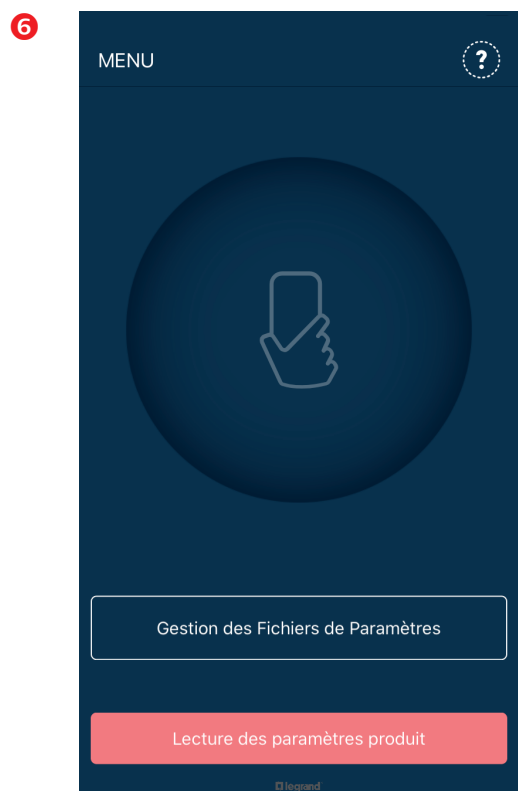 6
MENU
?
Gestion des Fichiers de Paramètres
Lecture des paramètres produit
legrand